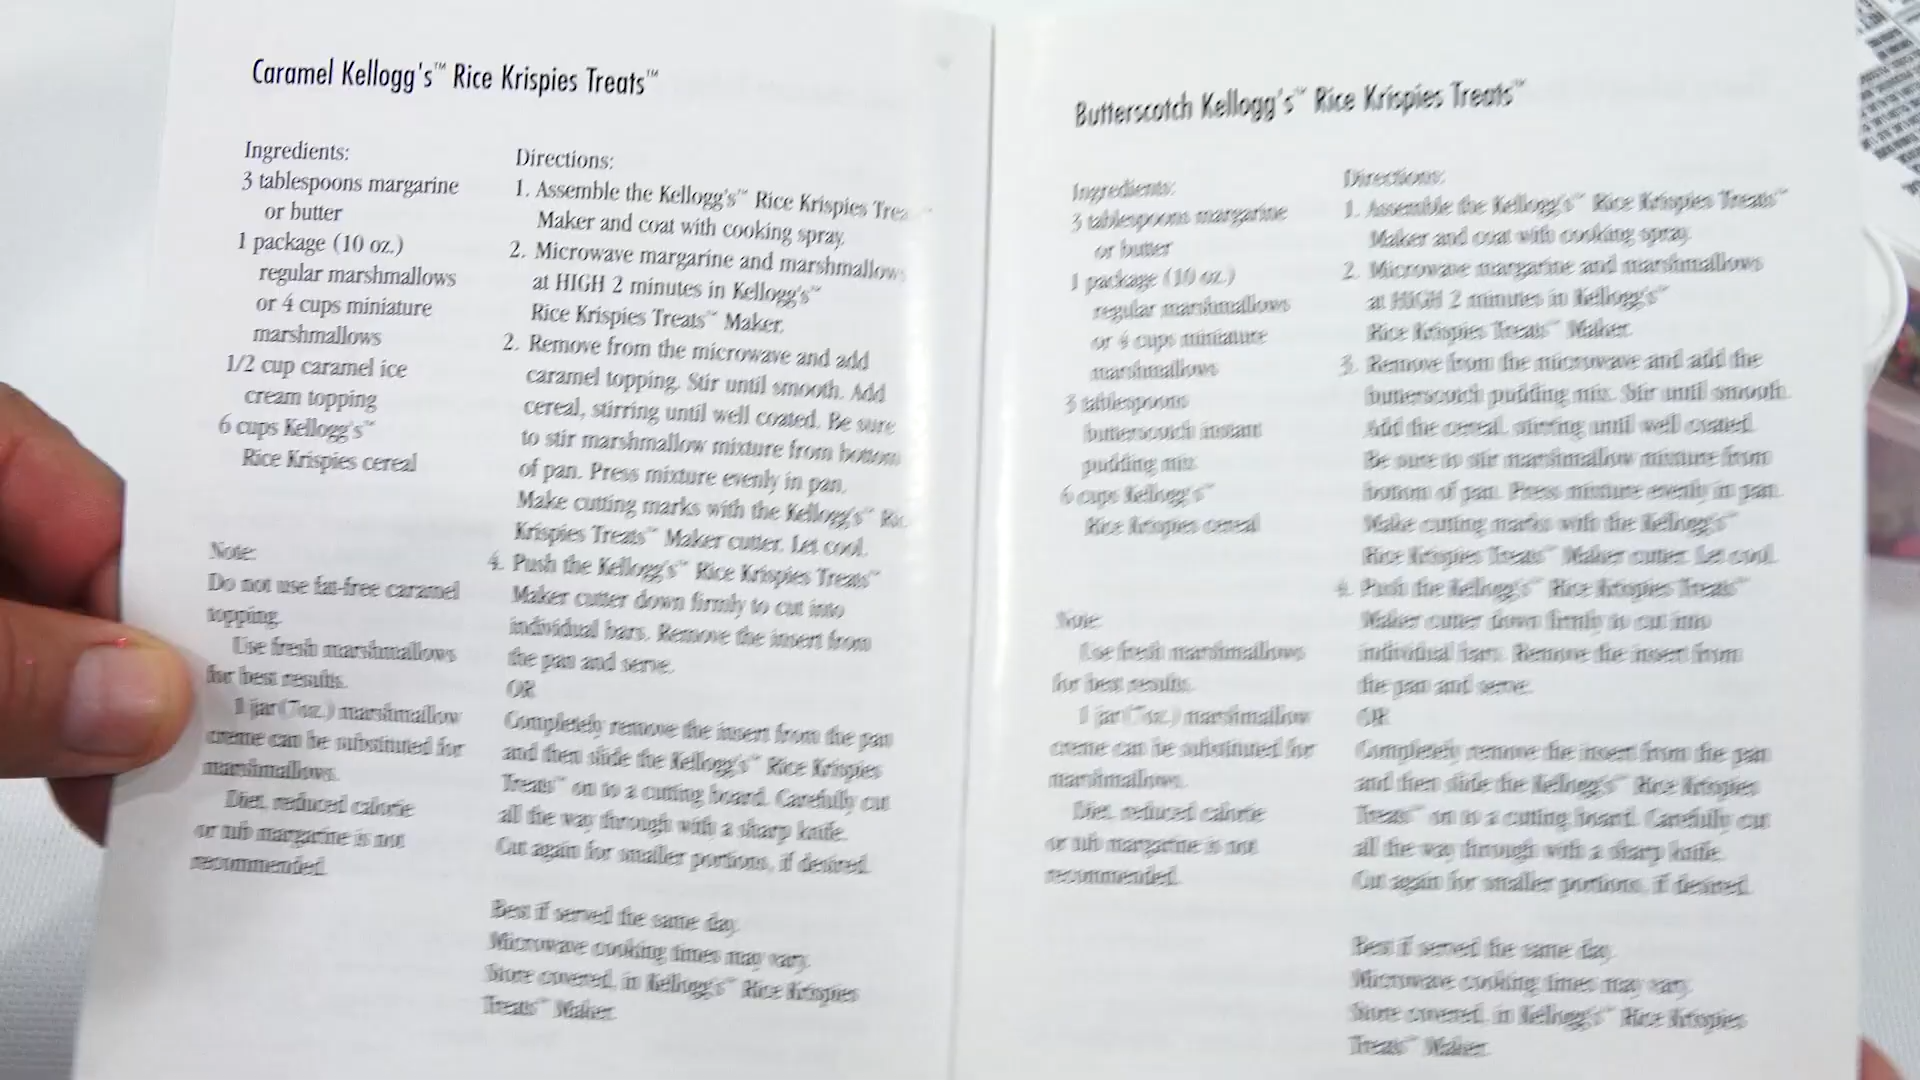 Caramel Kellogg's™ Rice Krispies Treats™
Ingredients:
3 tablespoons margarine
or butter
1 package (10 oz.)
regular marshmallows
or 4 cups miniature
marshmallows
1/2 cup caramel ice
cream topping
6 cups Kellogg's™
Rice Krispies cereal
Note:
Do not use fat-free caramel
topping.
Use fresh marshmallows
for best results.
1 jar (7oz.) marshmallow
creme can be substituted for
marshmallows.
Diet, reduced calorie
or tub margarine is not
recommended.
Directions:
1. Assemble the Kellogg's™ Rice Krispies
Maker and coat with cooking spray.
2. Microwave margarine and marshmallows
at HIGH 2 minutes in Kellogg's™
Rice Krispies Treats™ Maker.
2. Remove from the microwave and add
caramel topping. Stir until smooth. Add
cereal, stirring until well coated. Be sure
to stir marshmallow mixture from bottom
of pan. Press mixture evenly in pan.
Make cutting marks with the Kellogg's™
Krispies Treats™ Maker cutter. Let cool.
4. Push the Kellogg's™ Rice Krispies Treats™
Maker cutter down firmly to cut into
individual bars. Remove the insert from
the pan and serve.
OR
Completely remove the insert from the pan
and then slide the Kellogg's™ Rice Krispies
Treats™ on to a cutting board. Carefully cut
all the way through with a sharp knife.
Cut again for smaller portions, if desired.
Best if served the same day.
Microwave cooking times may vary.
Store covered, in Kellogg's™ Rice Krispies
Treats™ Maker.
Butterscotch Kellogg's™ Rice Krispies Treats™
Ingredients:
3 tablespoons margarine
or butter
1 package (10 oz.)
regular marshmallows
or 4 cups miniature
marshmallows
3 tablespoons
butterscotch instant
pudding mix
6 cups Kellogg's™
Rice Krispies cereal
Note:
Use fresh marshmallows
for best results.
1 jar (7oz.) marshmallow
creme can be substituted for
marshmallows.
Diet, reduced calorie
or tub margarine is not
recommended.
Directions:
1. Assemble the Kellogg's™ Rice Krispies Treats™
Maker and coat with cooking spray.
2. Microwave margarine and marshmallows
at HIGH 2 minutes in Kellogg's™
Rice Krispies Treats™ Maker.
3. Remove from the microwave and add the
butterscotch pudding mix. Stir until smooth.
Add the cereal, stirring until well coated.
Be sure to stir marshmallow mixture from
bottom of pan. Press mixture evenly in pan.
Make cutting marks with the Kellogg's™
Rice Krispies Treats™ Maker cutter. Let cool.
4. Push the Kellogg's™ Rice Krispies Treats™
Maker cutter down firmly to cut into
individual bars. Remove the insert from
the pan and serve.
OR
Completely remove the insert from the pan
and then slide the Kellogg's™ Rice Krispies
Treats™ on to a cutting board. Carefully cut
all the way through with a sharp knife.
Cut again for smaller portions, if desired.
Best if served the same day.
Microwave cooking times may vary.
Store covered, in Kellogg's™ Rice Krispies
Treats™ Maker.